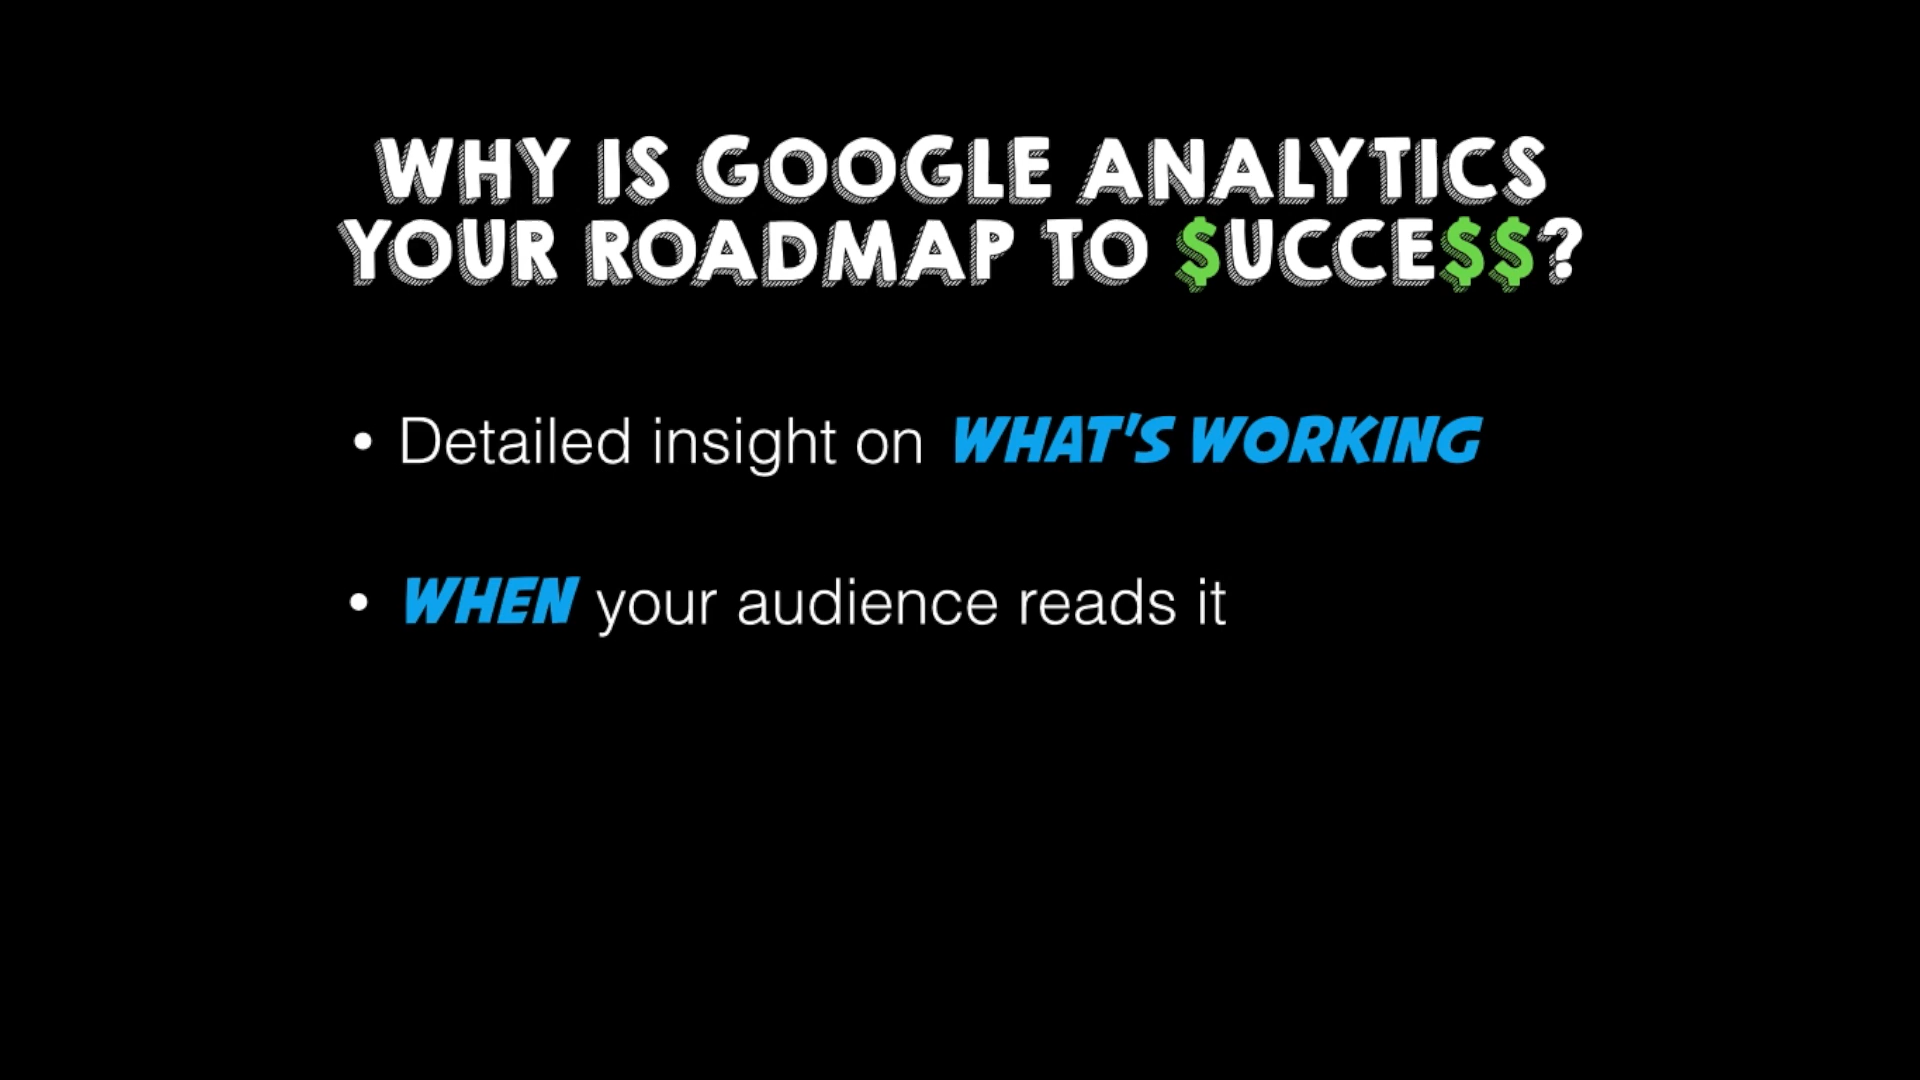 WHY IS GOOGLE ANALYTICS
YOUR ROADMAP TO $UCCE$$?
• Detailed insight on WHAT'S WORKING
• WHEN your audience reads it